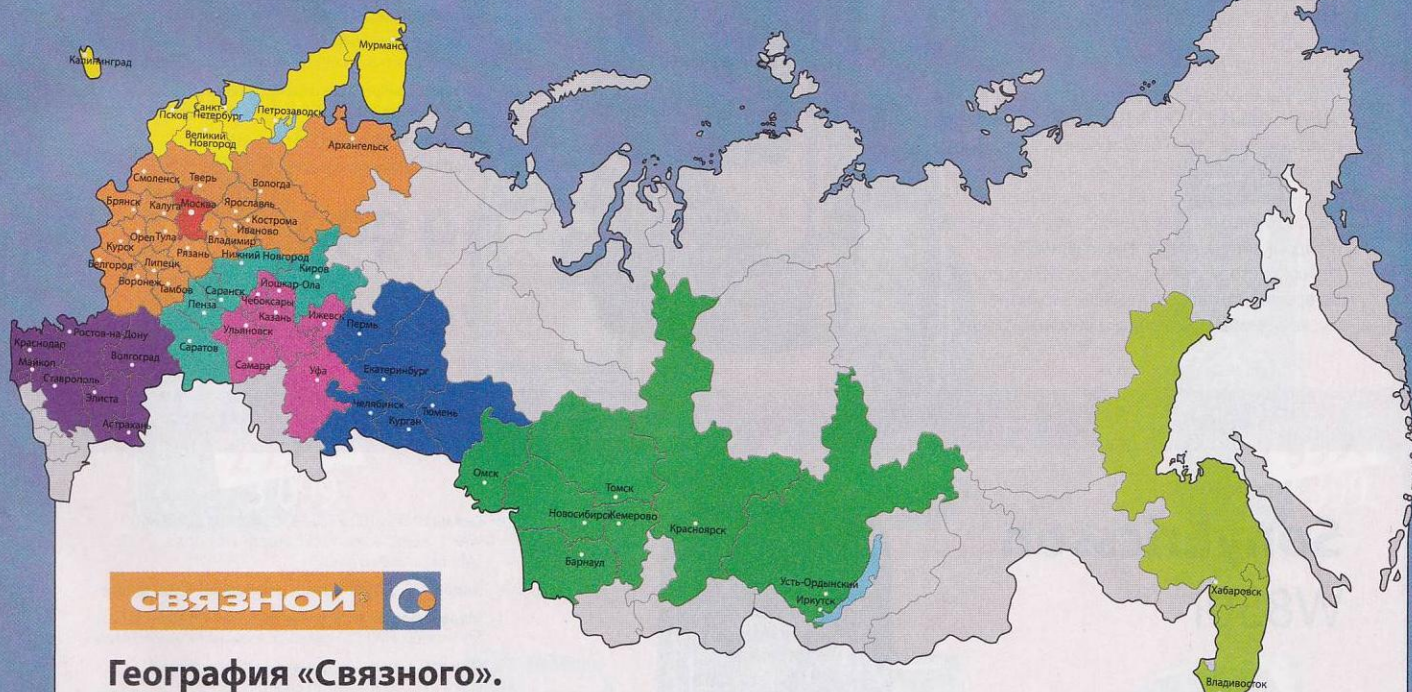 Мурманск
Калининград
Санкт-
Петербург
Петрозаводск
Псков
Великий
Новгород
Архангельск
Смоленск
Тверь
Вологда
Брянск
Калуга
Москва
Ярославль
Кострома
Иваново
Орел
Тула
Владимир
Курск
Рязань
Нижний Новгород
Белгород
Липецк
Киров
Воронеж
Тамбов
Саранск
Йошкар-Ола
Чебоксары
Пенза
Казань
Ижевск
Пермь
Ульяновск
Ростов-на-Дону
Краснодар
Саратов
Волгоград
Майкоп
Самара
Уфа
Екатеринбург
Ставрополь
Элиста
Челябинск
Тюмень
Курган
Астрахань
Омск
Томск
Новосибирск
Кемерово
Красноярск
Барнаул
Усть-Ордынский
Иркутск
Хабаровск
Владивосток
СВЯЗНОЙ
География «Связного».